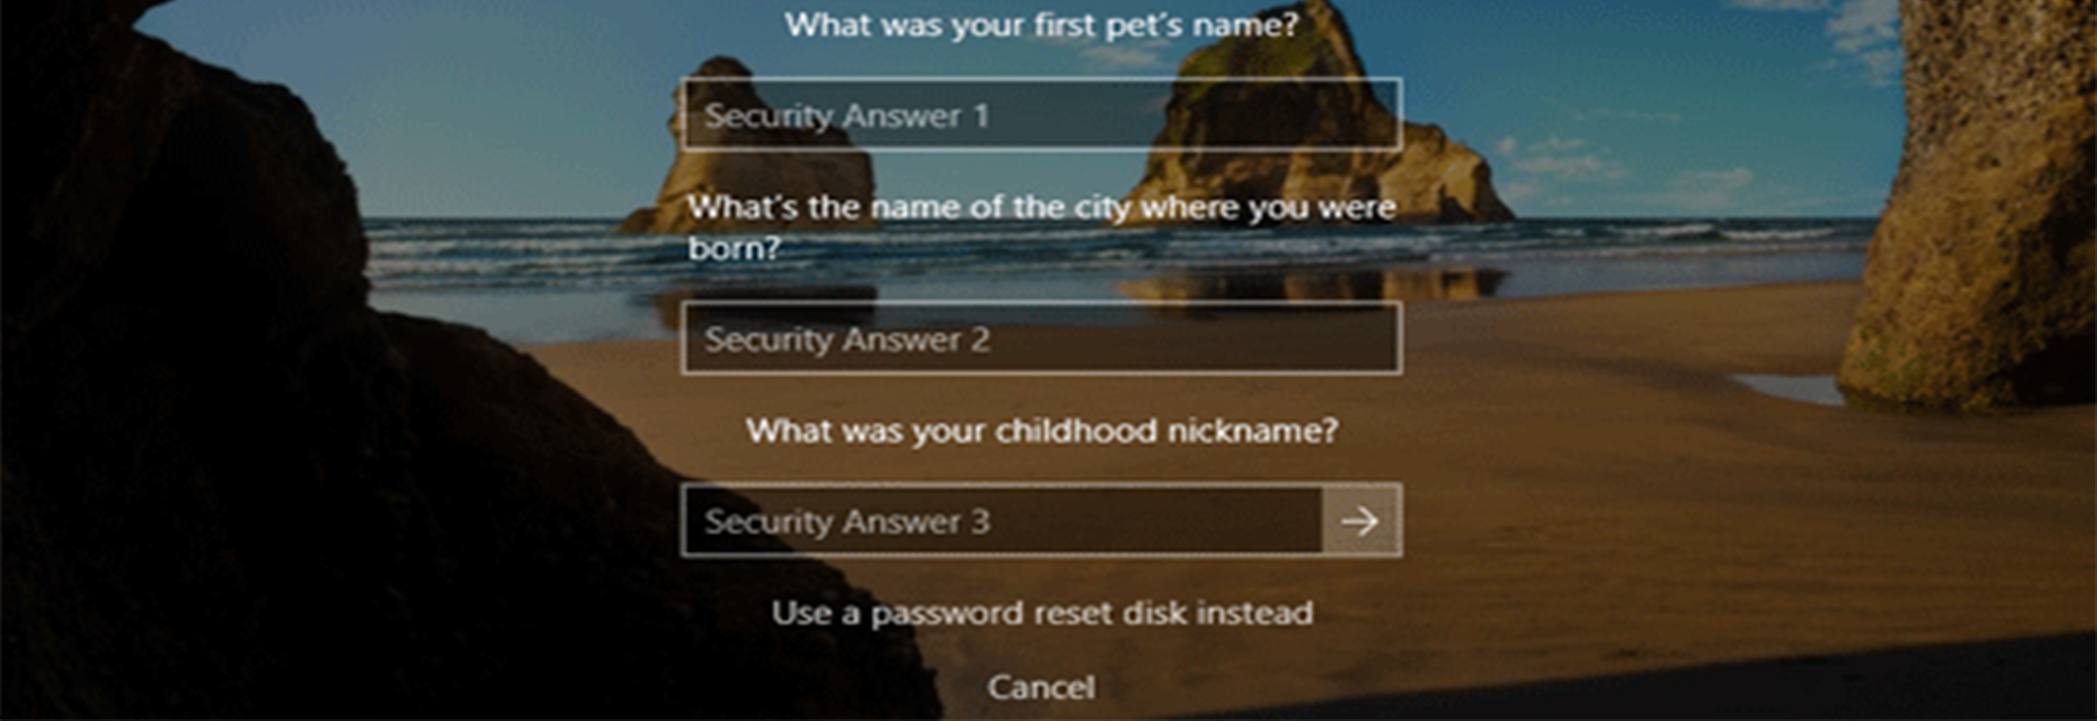 What was your first pet's name?
Security Answer 1
What's the name of the city where you were
born?
Security Answer 2
What was your childhood nickname?
Security Answer 3
Use a password reset disk instead
Cancel